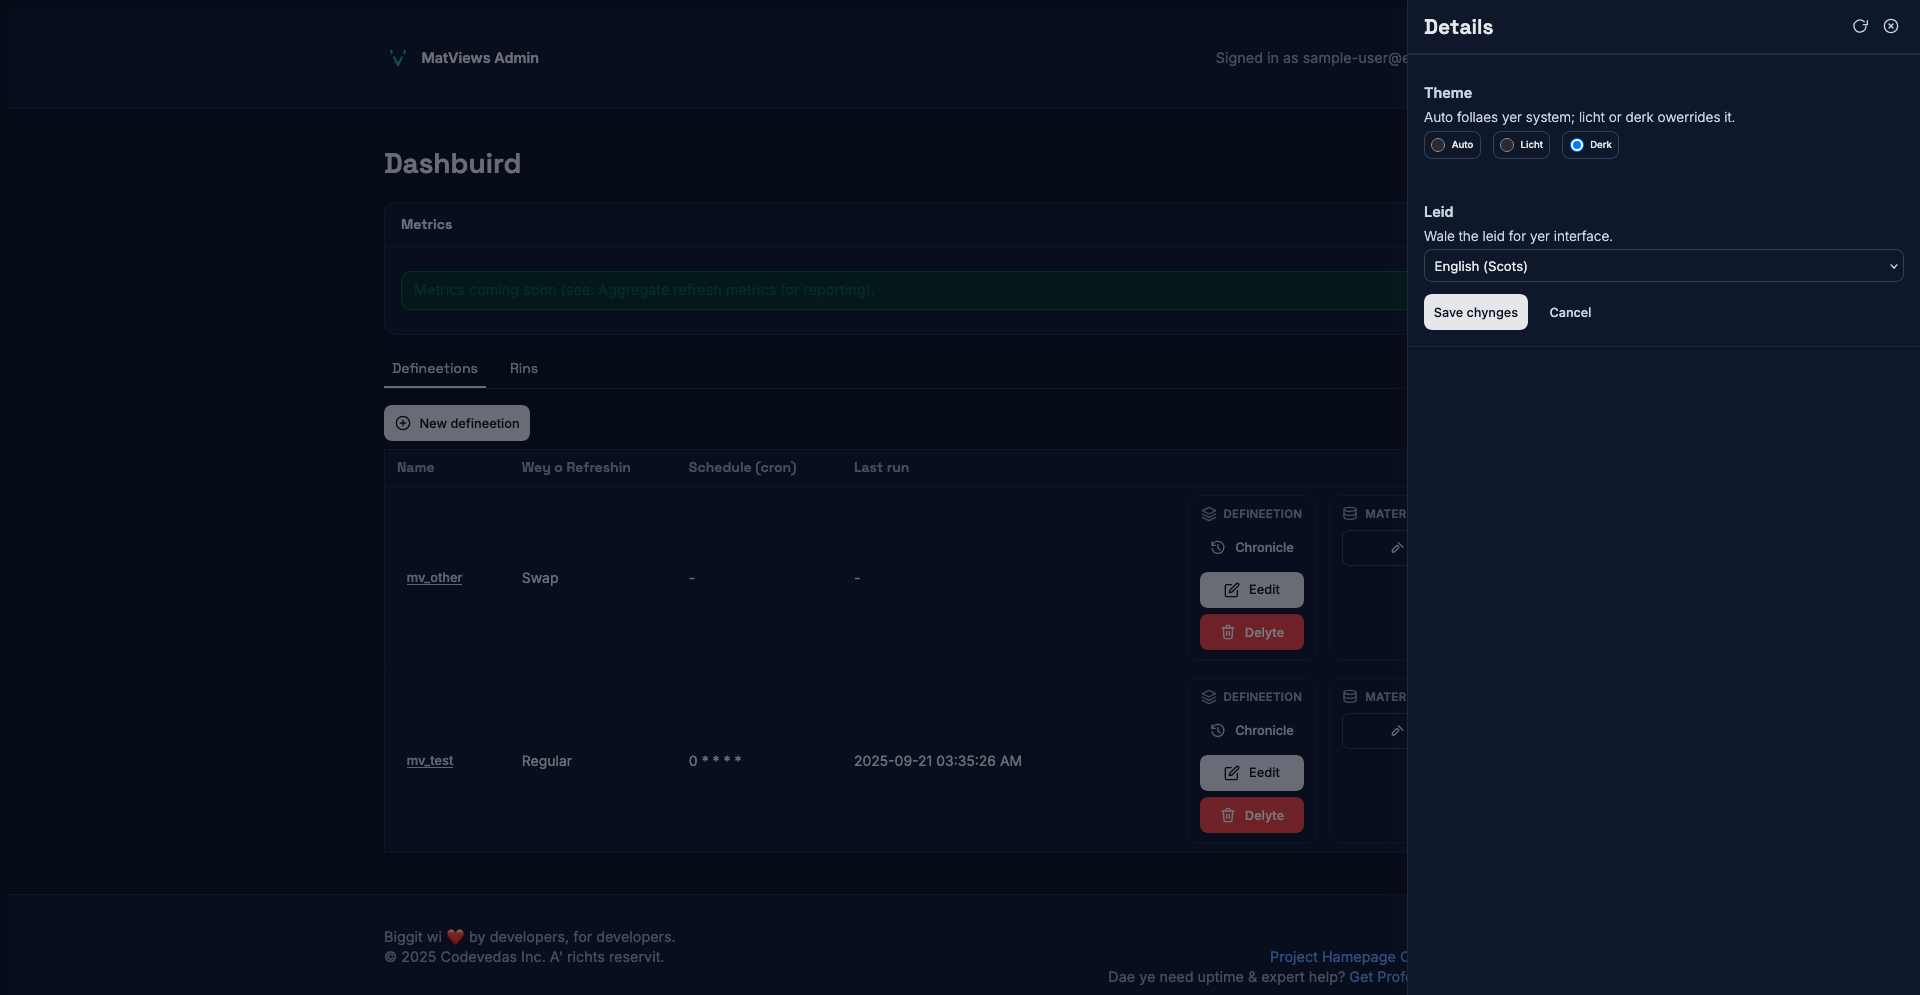 MatViews Admin
Signed in as sample-user@e
Dashbuird
Metrics
Metrics coming soon (see: Aggregate refresh metrics for reporting).
Defineetions
Rins
New defineetion
Name
Wey o Refreshin
Schedule (cron)
Last run
mv_other
Swap
-
-
DEFINEETION
Chronicle
Eedit
Delyte
MATER
mv_test
Regular
0 * * * *
2025-09-21 03:35:26 AM
DEFINEETION
Chronicle
Eedit
Delyte
MATER
Biggit wi ❤️ by developers, for developers.
© 2025 Codevedas Inc. A' richts reservit.
Project Hamepage
Dae ye need uptime & expert help? Get Prof
Details
Theme
Auto follaes yer system; licht or derk owerrides it.
Auto
Licht
Derk
Leid
Wale the leid for yer interface.
English (Scots)
Save chynges
Cancel